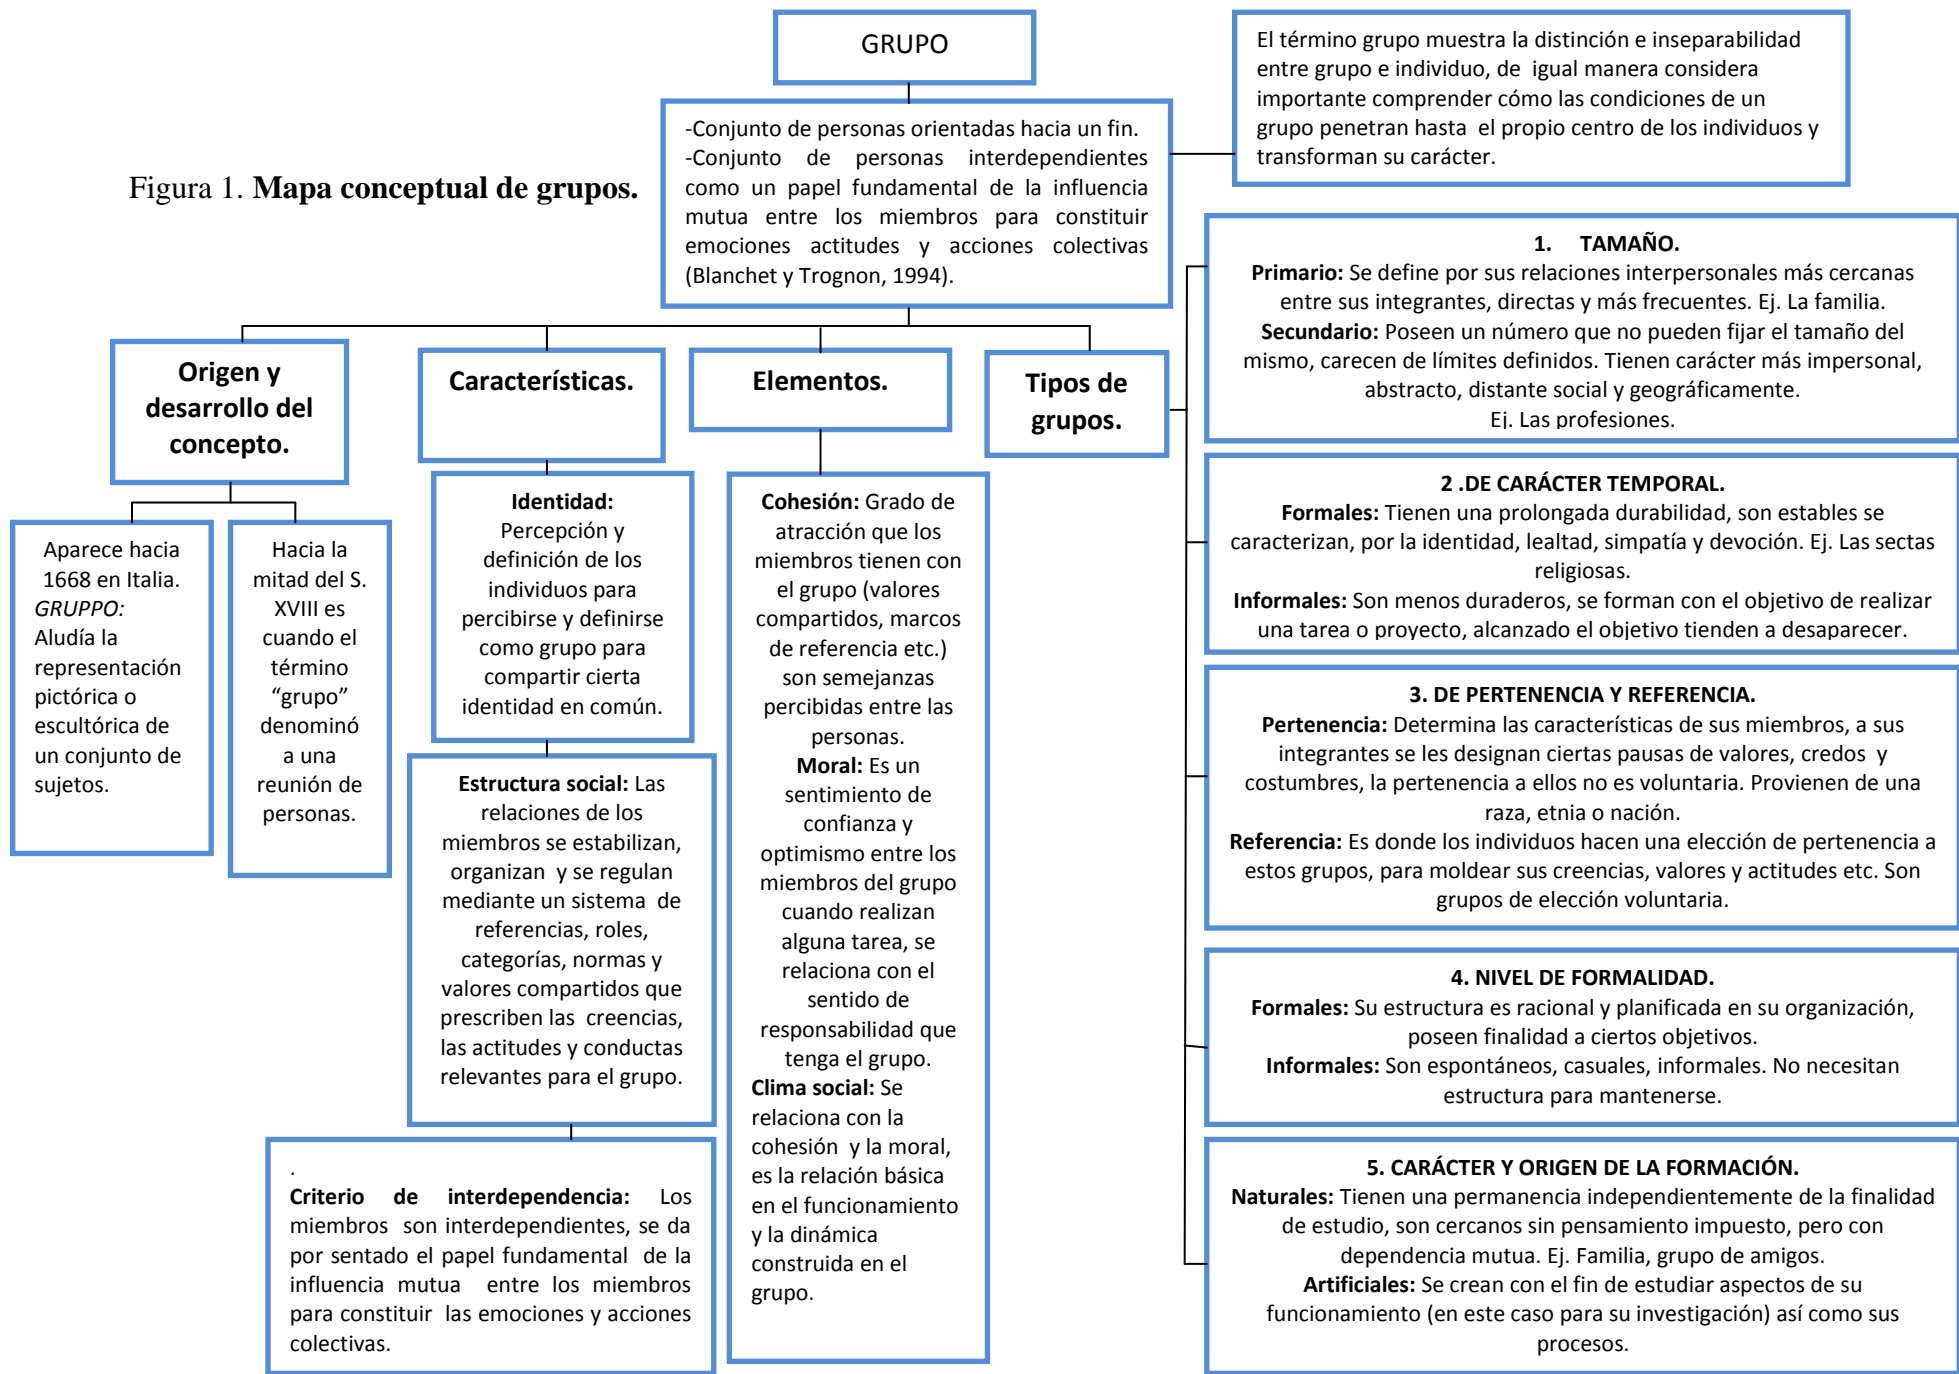 GRUPO
El término grupo muestra la distinción e inseparabilidad
entre grupo e individuo, de igual manera considera
importante comprender cómo las condiciones de un
grupo penetran hasta el propio centro de los individuos y
transforman su carácter.
-Conjunto de personas orientadas hacia un fin.
-Conjunto de personas interdependientes
como un papel fundamental de la influencia
mutua entre los miembros para constituir
emociones actitudes y acciones colectivas
(Blanchet y Trognon, 1994).
Figura 1. Mapa conceptual de grupos.
Origen y
desarrollo del
concepto.
Características.
Elementos.
Tipos de
grupos.
Aparece hacia
1668 en Italia.
GRUPPO:
Aludía la
representación
pictórica o
escultórica de
un conjunto de
sujetos.
Hacia la
mitad del S.
XVIII es
cuando el
término
“grupo”
denominó
a una
reunión de
personas.
Identidad:
Percepción y
definición de los
individuos para
percibirse y definirse
como grupo para
compartir cierta
identidad en común.
Estructura social: Las
relaciones de los
miembros se estabilizan,
organizan y se regulan
mediante un sistema de
referencias, roles,
categorías, normas y
valores compartidos que
prescriben las creencias,
las actitudes y conductas
relevantes para el grupo.
.
Criterio de interdependencia: Los
miembros son interdependientes, se da
por sentado el papel fundamental de la
influencia mutua entre los miembros
para constituir las emociones y acciones
colectivas.
Cohesión: Grado de
atracción que los
miembros tienen con
el grupo (valores
compartidos, marcos
de referencia etc.)
son semejanzas
percibidas entre las
personas.
Moral: Es un
sentimiento de
confianza y
optimismo entre los
miembros del grupo
cuando realizan
alguna tarea, se
relaciona con el
sentido de
responsabilidad que
tenga el grupo.
Clima social: Se
relaciona con la
cohesión y la moral,
es la relación básica
en el funcionamiento
y la dinámica
construida en el
grupo.
1. TAMAÑO.
Primario: Se define por sus relaciones interpersonales más cercanas
entre sus integrantes, directas y más frecuentes. Ej. La familia.
Secundario: Poseen un número que no pueden fijar el tamaño del
mismo, carecen de límites definidos. Tienen carácter más impersonal,
abstracto, distante social y geográficamente.
Ej. Las profesiones.
2 .DE CARÁCTER TEMPORAL.
Formales: Tienen una prolongada durabilidad, son estables se
caracterizan, por la identidad, lealtad, simpatía y devoción. Ej. Las sectas
religiosas.
Informales: Son menos duraderos, se forman con el objetivo de realizar
una tarea o proyecto, alcanzado el objetivo tienden a desaparecer.
3. DE PERTENENCIA Y REFERENCIA.
Pertenencia: Determina las características de sus miembros, a sus
integrantes se les designan ciertas pausas de valores, credos y
costumbres, la pertenencia a ellos no es voluntaria. Provienen de una
raza, etnia o nación.
Referencia: Es donde los individuos hacen una elección de pertenencia a
estos grupos, para moldear sus creencias, valores y actitudes etc. Son
grupos de elección voluntaria.
4. NIVEL DE FORMALIDAD.
Formales: Su estructura es racional y planificada en su organización,
poseen finalidad a ciertos objetivos.
Informales: Son espontáneos, casuales, informales. No necesitan
estructura para mantenerse.
5. CARÁCTER Y ORIGEN DE LA FORMACIÓN.
Naturales: Tienen una permanencia independientemente de la finalidad
de estudio, son cercanos sin pensamiento impuesto, pero con
dependencia mutua. Ej. Familia, grupo de amigos.
Artificiales: Se crean con el fin de estudiar aspectos de su
funcionamiento (en este caso para su investigación) así como sus
procesos.